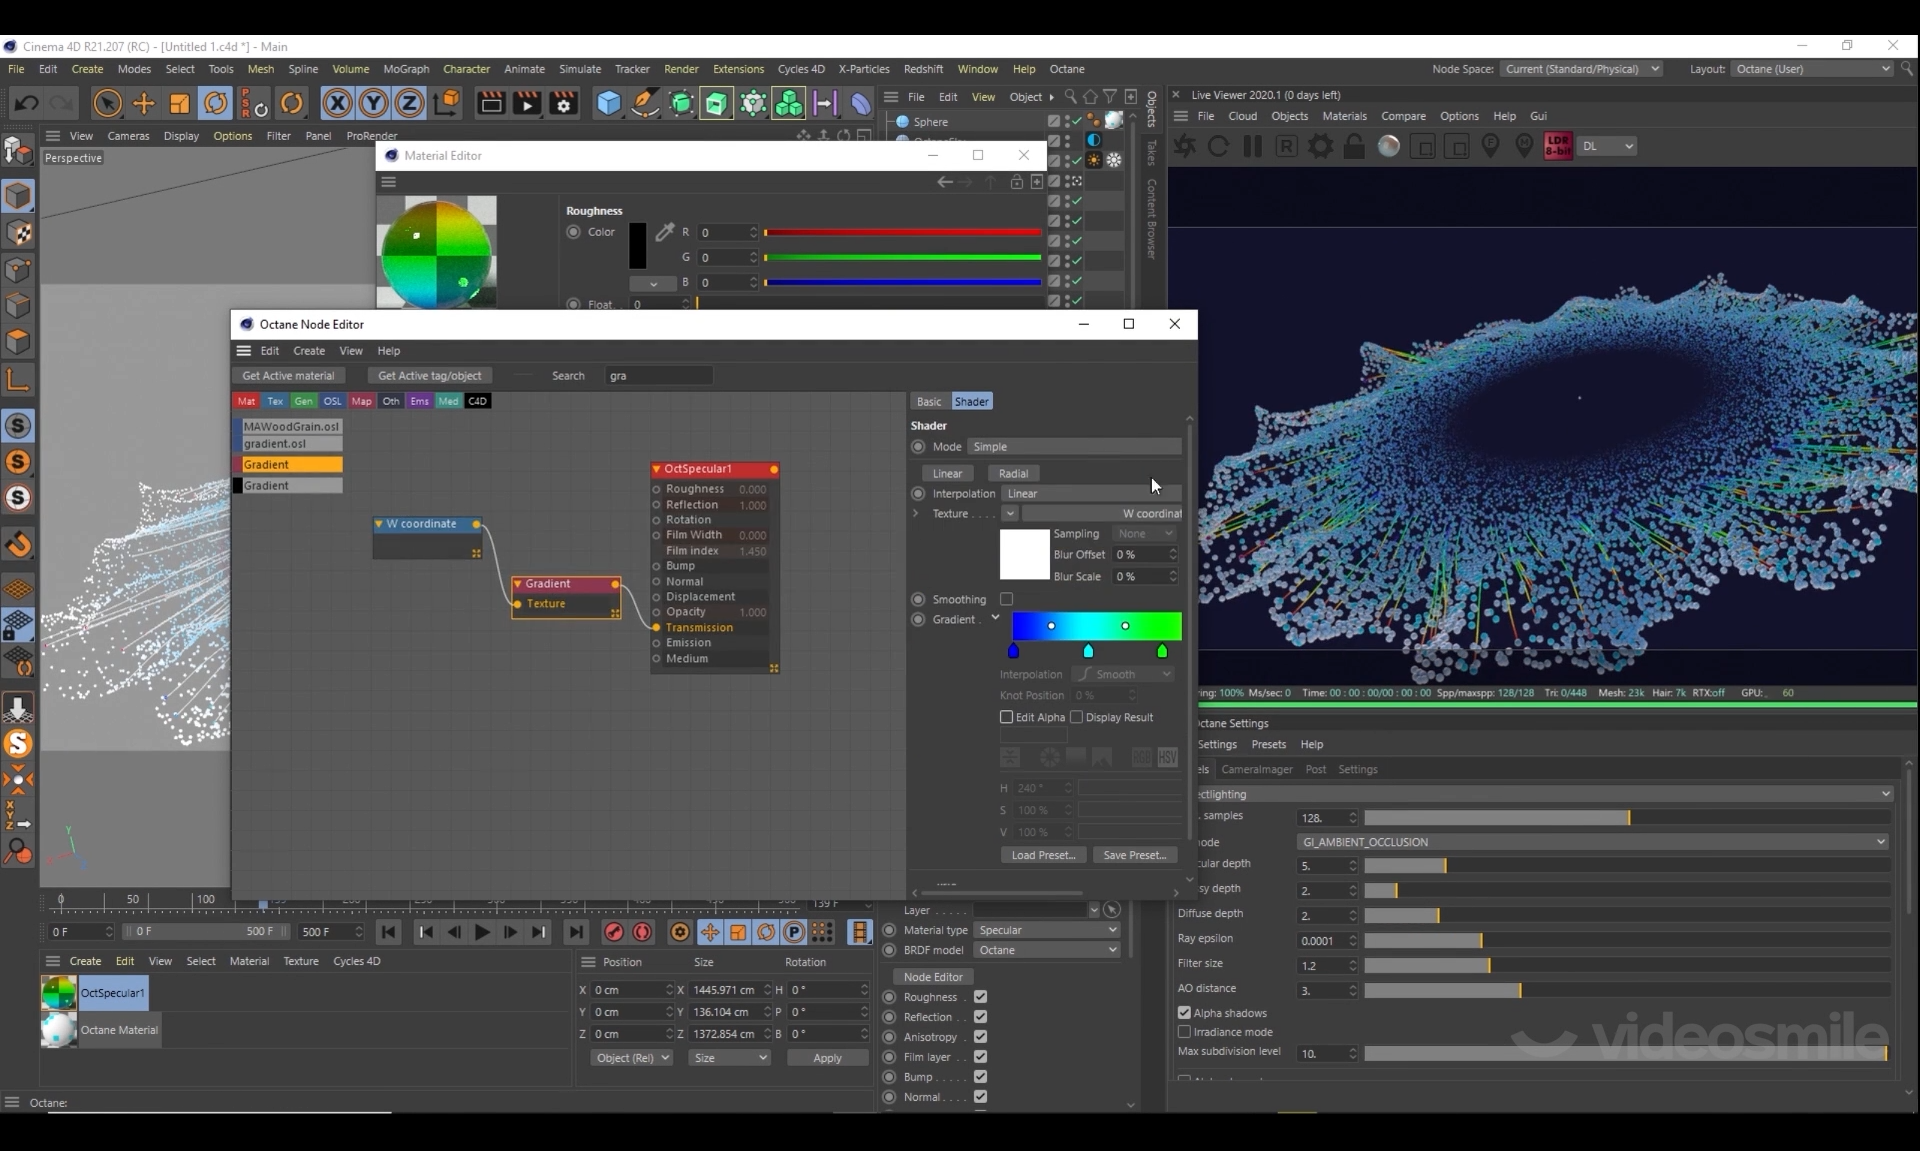 Cinema 4D R21.207 (RC) - [Untitled 1.c4d *] - Main
File Edit Create Modes Select Tools Mesh Spline Volume MoGraph Character Animate Simulate Tracker Render Extensions Cycles 4D X-Particles Redshift Window Help Octane
Node Space: Current (Standard/Physical) Layout: Octane (User)
File Edit View Object
Live Viewer 2020.1 (0 days left)
File Cloud Objects Materials Compare Options Help Gui
LDR
8-bit
DL
Objects
Takes
Content Browser
Sphere
View Cameras Display Options Filter Panel ProRender
Perspective
Material Editor
Roughness
Color R 0
G 0
B 0
Float. . 0
Octane Node Editor
Edit Create View Help
Get Active material Get Active tag/object Search gra
Mat Tex Gen OSL Map Oth Ems Med C4D
MAWoodGrain.osl
gradient.osl
Gradient
Gradient
W coordinate
Gradient
Texture
OctSpecular1
Roughness 0.000
Reflection 1.000
Rotation
Film Width 0.000
Film index 1.450
Bump
Normal
Displacement
Opacity 1.000
Transmission
Emission
Medium
Basic Shader
Shader
Mode Simple
Linear Radial
Interpolation Linear
Texture . . . . W coordinat
Sampling None
Blur Offset 0 %
Blur Scale 0 %
Smoothing
Gradient .
Interpolation Smooth
Knot Position 0 %
Edit Alpha Display Result
RGB HSV
H 240 °
S 100 %
V 100 %
Load Preset... Save Preset...
ing: 100% Ms/sec: 0 Time: 00 : 00 : 00/00 : 00 : 00 Spp/maxspp: 128/128 Tri: 0/448 Mesh: 23k Hair: 7k RTX:off GPU: 60
ctane Settings
Settings Presets Help
els CameraImager Post Settings
ectlighting
. samples 128.
ode GI_AMBIENT_OCCLUSION
cular depth 5.
sy depth 2.
Diffuse depth 2.
Ray epsilon 0.0001
Filter size 1.2
AO distance 3.
Alpha shadows
Irradiance mode
Max subdivision level 10.
videosmile
0 50 100
139 F
0 F 0 F 500 F 500 F
Create Edit View Select Material Texture Cycles 4D
OctSpecular1
Octane Material
Position Size Rotation
X 0 cm X 1445.971 cm H 0 °
Y 0 cm Y 136.104 cm P 0 °
Z 0 cm Z 1372.854 cm B 0 °
Object (Rel) Size Apply
Layer . . . . .
Material type Specular
BRDF model Octane
Node Editor
Roughness .
Reflection . .
Anisotropy .
Film layer . .
Bump . . . . .
Normal. . . .
Octane: